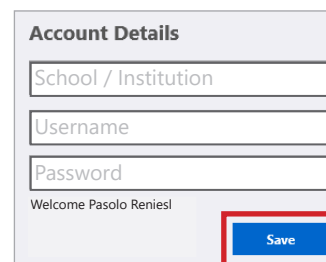 Account Details
School / Institution
Username
Password
Welcome Pasolo Reniesl
Save